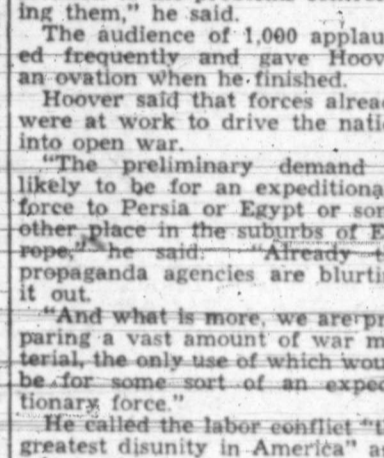 ing them," he said.
The audience of 1,000 applau
ed frequently and gave Hoov
an ovation when he finished.
Hoover said that forces alrea
were at work to drive the natio
into open war.
"The preliminary demand
likely to be for an expeditiona
force to Persia or Egypt or som
other place in the suburbs of E
rope," he said. "Already t
propaganda agencies are blurti
it out.
"And what is more, we are pr
paring a vast amount of war m
terial, the only use of which wou
be for some sort of an exped
tionary force."
He called the labor conflict "t
greatest disunity in America" a